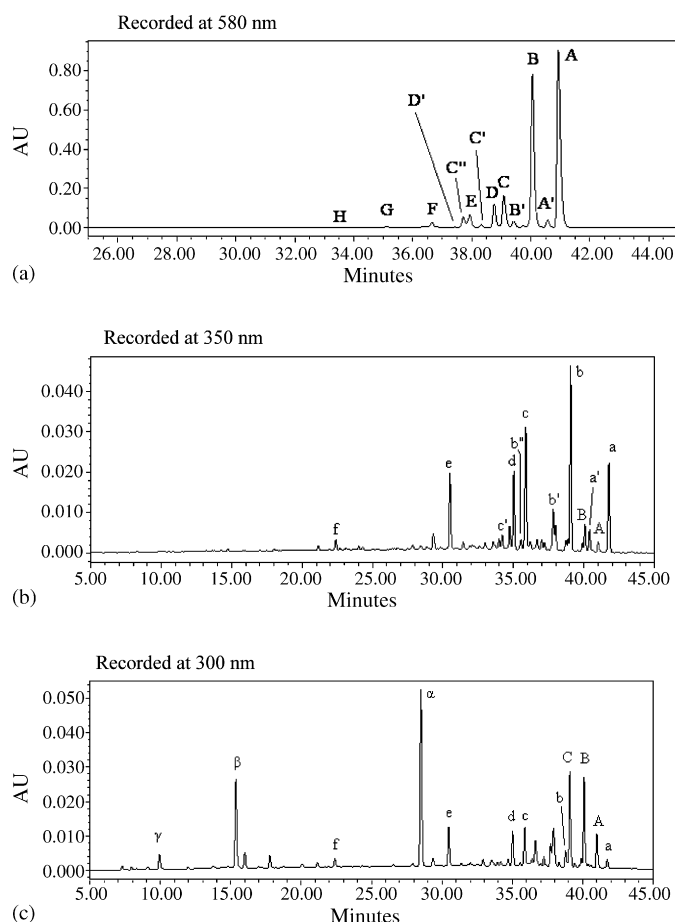 Recorded at 580 nm
0.80
0.60
0.40
0.20
0.00
AU
D'
C''
C'
H
G
F
E
D
C
B'
B
A'
A
26.00 28.00 30.00 32.00 34.00 36.00 38.00 40.00 42.00 44.00
Minutes
(a)
Recorded at 350 nm
0.040
0.030
0.020
0.010
0.000
AU
f
e
c'
d
b"
c
b'
b
B
a'
A
a
5.00 10.00 15.00 20.00 25.00 30.00 35.00 40.00 45.00
Minutes
(b)
Recorded at 300 nm
0.050
0.040
0.030
0.020
0.010
0.000
AU
γ
β
f
α
e
d
c
b
C
B
A
a
5.00 10.00 15.00 20.00 25.00 30.00 35.00 40.00 45.00
Minutes
(c)